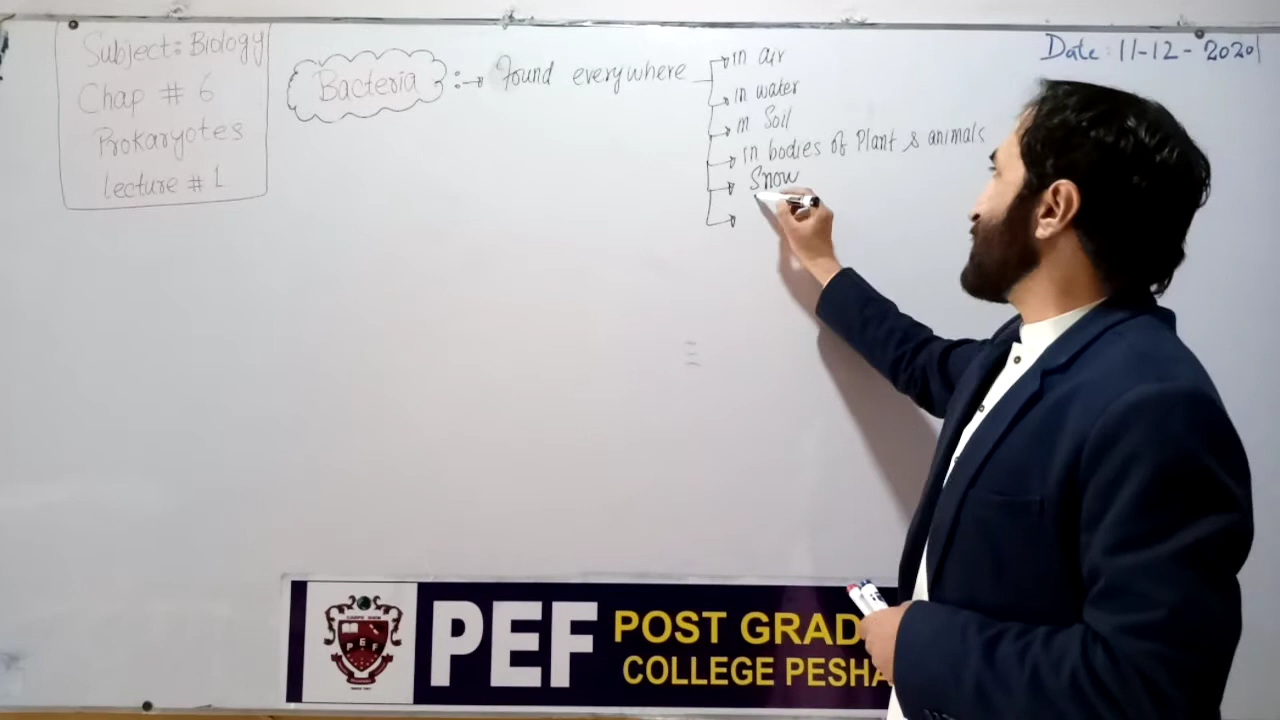 Subject: Biology
Chap # 6
Prokaryotes
Lecture # 1
Bacteria :→ Found everywhere
in air
in water
in Soil
in bodies of Plant & animals
Snow
Date: 11-12-2020
PEF
POST GRAD
COLLEGE PESHA